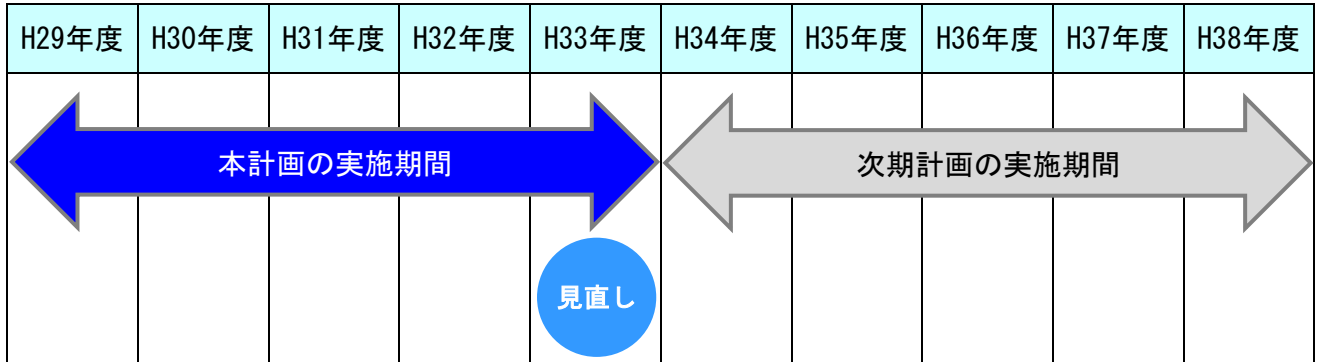 H29年度 H30年度 H31年度 H32年度 H33年度 H34年度 H35年度 H36年度 H37年度 H38年度
本計画の実施期間 次期計画の実施期間
見直し